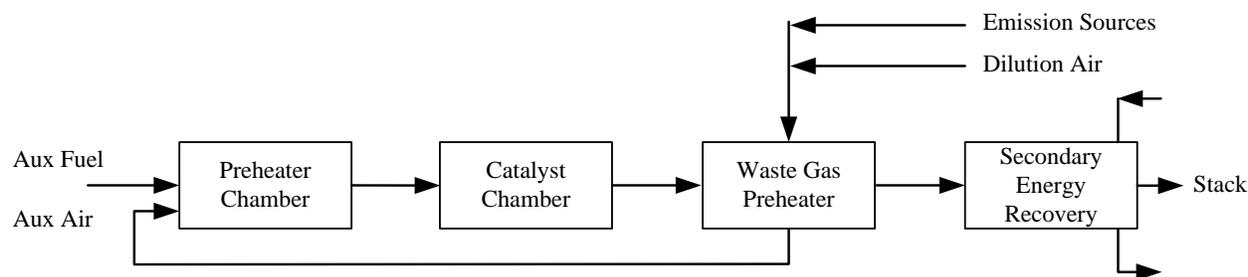 Emission Sources
Dilution Air
Aux Fuel
Aux Air
Preheater
Chamber
Catalyst
Chamber
Waste Gas
Preheater
Secondary
Energy
Recovery
Stack